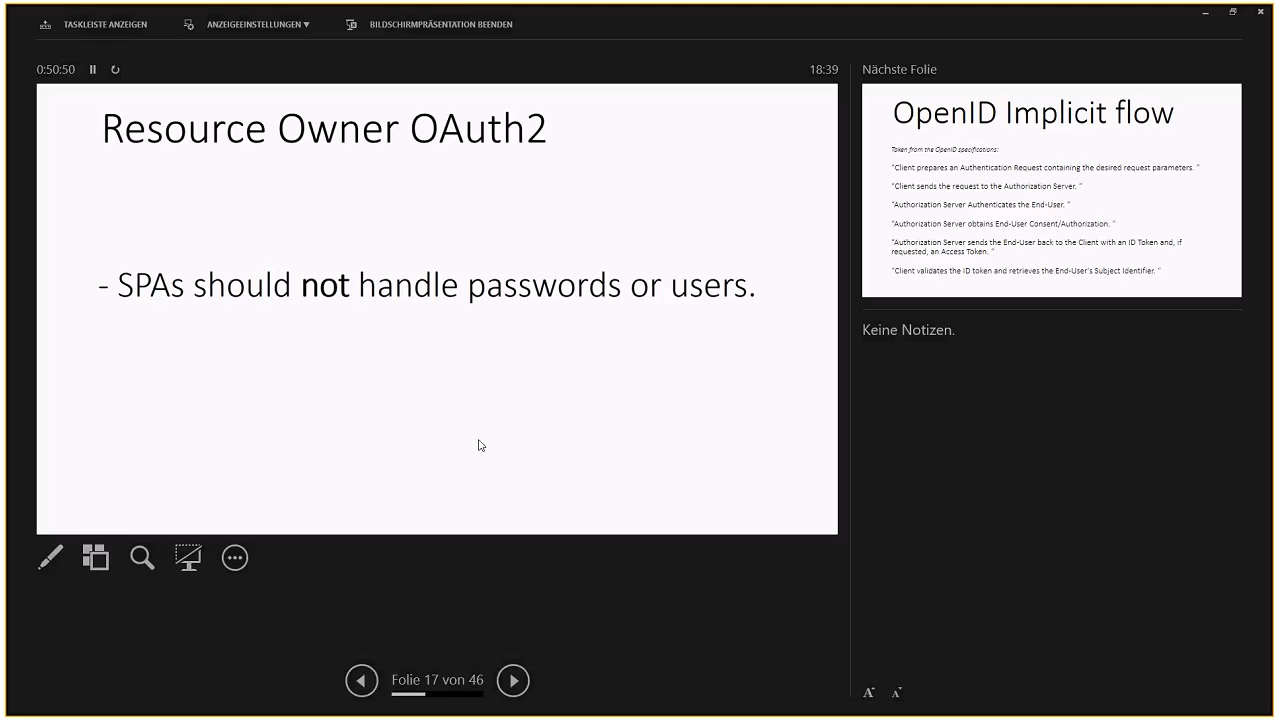 TASKLEISTE ANZEIGEN
ANZEIGEEINSTELLUNGEN ▼
BILDSCHIRMPRÄSENTATION BEENDEN
0:50:50
18:39
Resource Owner OAuth2
- SPAs should not handle passwords or users.
Folie 17 von 46
Nächste Folie
OpenID Implicit flow
Taken from the OpenID specifications:
"Client prepares an Authentication Request containing the desired request parameters. "
"Client sends the request to the Authorization Server. "
"Authorization Server Authenticates the End-User. "
"Authorization Server obtains End-User Consent/Authorization. "
"Authorization Server sends the End-User back to the Client with an ID Token and, if
requested, an Access Token. "
"Client validates the ID token and retrieves the End-User's Subject Identifier. "
Keine Notizen.
A A